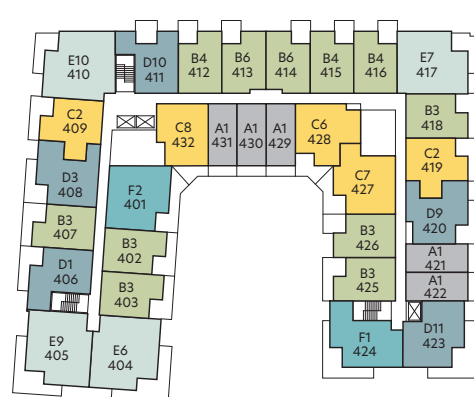 E10
410
D10
411
B4
412
B6
413
B6
414
B4
415
B4
416
E7
417
C2
409
C8
432
A1
431
A1
430
A1
429
C6
428
B3
418
D3
408
F2
401
C7
427
C2
419
B3
407
B3
402
B3
426
D9
420
D1
406
B3
403
B3
425
A1
421
A1
422
E9
405
E6
404
F1
424
D11
423